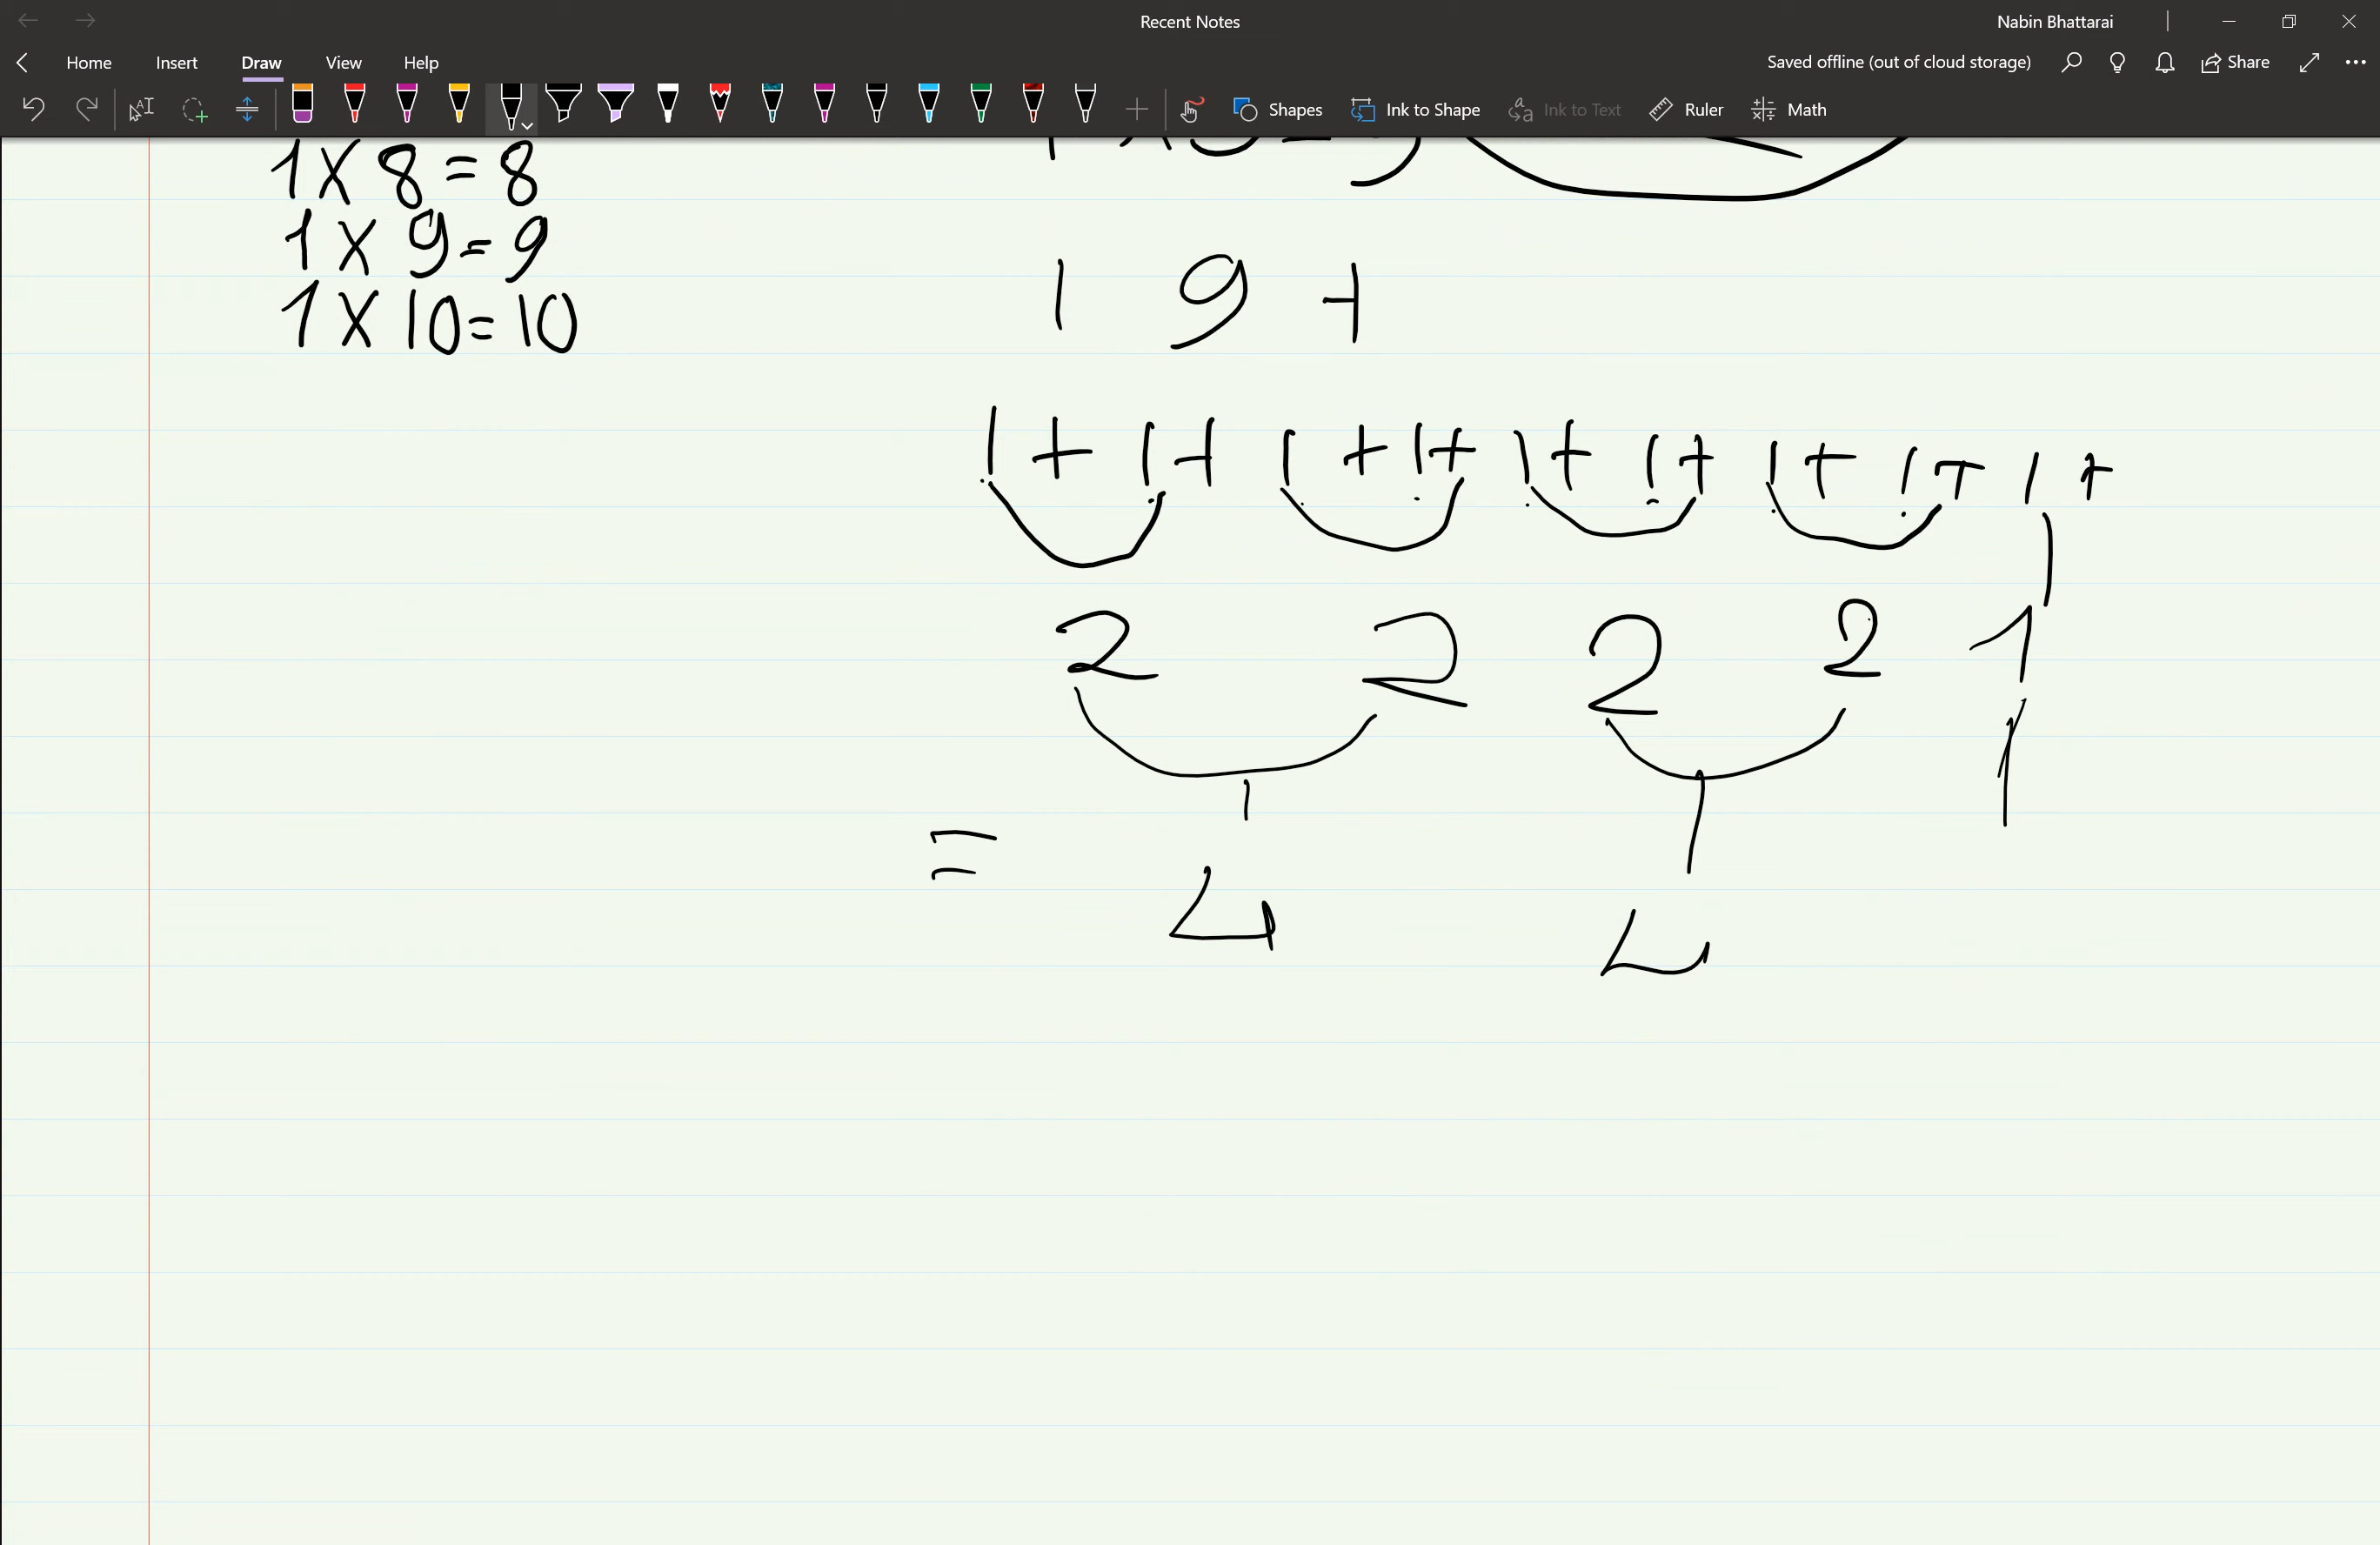 Recent Notes
Nabin Bhattarai
Home Insert Draw View Help
Saved offline (out of cloud storage)
Share
Shapes Ink to Shape Ink to Text Ruler Math
1 X 8 = 8
1 X 9 = 9
1 X 10 = 10
1 9 +
1 + 1 + 1 + 1 + 1 + 1 + 1 + 1 + 1 +
2 2 2 2 1
= 4 4